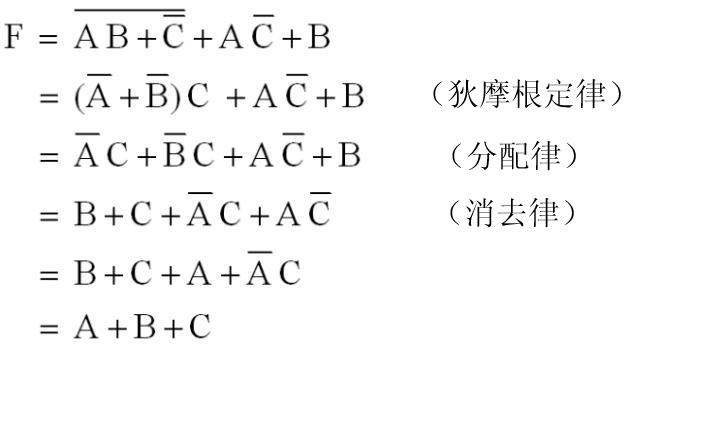 F = \overline{AB+\overline{C}}+A\overline{C}+B
= (\overline{A}+\overline{B})C +A\overline{C}+B （狄摩根定律）
= \overline{A}C+\overline{B}C+A\overline{C}+B （分配律）
= B+C+\overline{A}C+A\overline{C} （消去律）
= B+C+A+\overline{A}C
= A+B+C